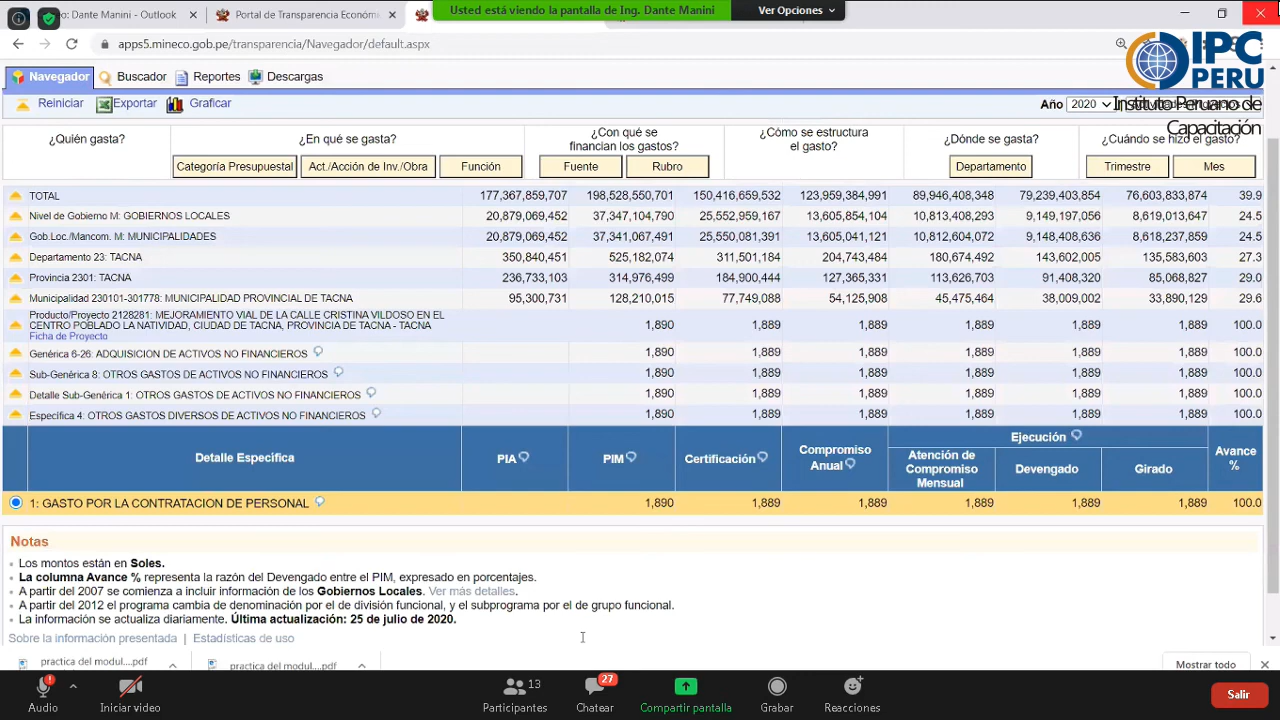 o: Dante Manini - Outlook
Portal de Transparencia Económi
Usted está viendo la pantalla de Ing. Dante Manini
Ver Opciones
apps5.mineco.gob.pe/transparencia/Navegador/default.aspx
IPC
PERU
Instituto Peruano de
Capacitación
Navegador Buscador Reportes Descargas
Reiniciar Exportar Graficar
Año 2020
¿Quién gasta? ¿En qué se gasta? ¿Con qué se financian los gastos? ¿Cómo se estructura el gasto? ¿Dónde se gasta? ¿Cuándo se hizo el gasto?
Categoría Presupuestal Act./Acción de Inv./Obra Función Fuente Rubro Departamento Trimestre Mes
TOTAL 177,367,859,707 198,528,550,701 150,416,659,532 123,959,384,991 89,946,408,348 79,239,403,854 76,603,833,874 39.9
Nivel de Gobierno M: GOBIERNOS LOCALES 20,879,069,452 37,347,104,790 25,552,959,167 13,605,854,104 10,813,408,293 9,149,197,056 8,619,013,647 24.5
Gob.Loc./Mancom. M: MUNICIPALIDADES 20,879,069,452 37,341,067,491 25,550,081,391 13,605,041,121 10,812,604,072 9,148,408,636 8,618,237,859 24.5
Departamento 23: TACNA 350,840,451 525,182,074 311,501,184 204,743,484 180,674,492 143,602,005 135,583,603 27.3
Provincia 2301: TACNA 236,733,103 314,976,499 184,900,444 127,365,331 113,626,703 91,408,320 85,068,827 29.0
Municipalidad 230101-301778: MUNICIPALIDAD PROVINCIAL DE TACNA 95,300,731 128,210,015 77,749,088 54,125,908 45,475,464 38,009,002 33,890,129 29.6
Producto/Proyecto 2128281: MEJORAMIENTO VIAL DE LA CALLE CRISTINA VILDOSO EN EL
CENTRO POBLADO LA NATIVIDAD, CIUDAD DE TACNA, PROVINCIA DE TACNA - TACNA 1,890 1,889 1,889 1,889 1,889 1,889 100.0
Ficha de Proyecto
Genérica 6-26: ADQUISICION DE ACTIVOS NO FINANCIEROS 1,890 1,889 1,889 1,889 1,889 1,889 100.0
Sub-Genérica 8: OTROS GASTOS DE ACTIVOS NO FINANCIEROS 1,890 1,889 1,889 1,889 1,889 1,889 100.0
Detalle Sub-Genérica 1: OTROS GASTOS DE ACTIVOS NO FINANCIEROS 1,890 1,889 1,889 1,889 1,889 1,889 100.0
Específica 4: OTROS GASTOS DIVERSOS DE ACTIVOS NO FINANCIEROS 1,890 1,889 1,889 1,889 1,889 1,889 100.0
Detalle Especifica PIA PIM Certificación Compromiso Anual Ejecución Avance %
Atención de Compromiso Mensual Devengado Girado
1: GASTO POR LA CONTRATACION DE PERSONAL 1,890 1,889 1,889 1,889 1,889 1,889 100.0
Notas
Los montos están en Soles.
La columna Avance % representa la razón del Devengado entre el PIM, expresado en porcentajes.
A partir del 2007 se comienza a incluir información de los Gobiernos Locales. Ver más detalles.
A partir del 2012 el programa cambia de denominación por el de división funcional, y el subprograma por el de grupo funcional.
La información se actualiza diariamente. Última actualización: 25 de julio de 2020.
Sobre la información presentada | Estadísticas de uso
practica del modul....pdf practica del modul....pdf Mostrar todo
13 27
Audio Iniciar video Participantes Chatear Compartir pantalla Grabar Reacciones Salir